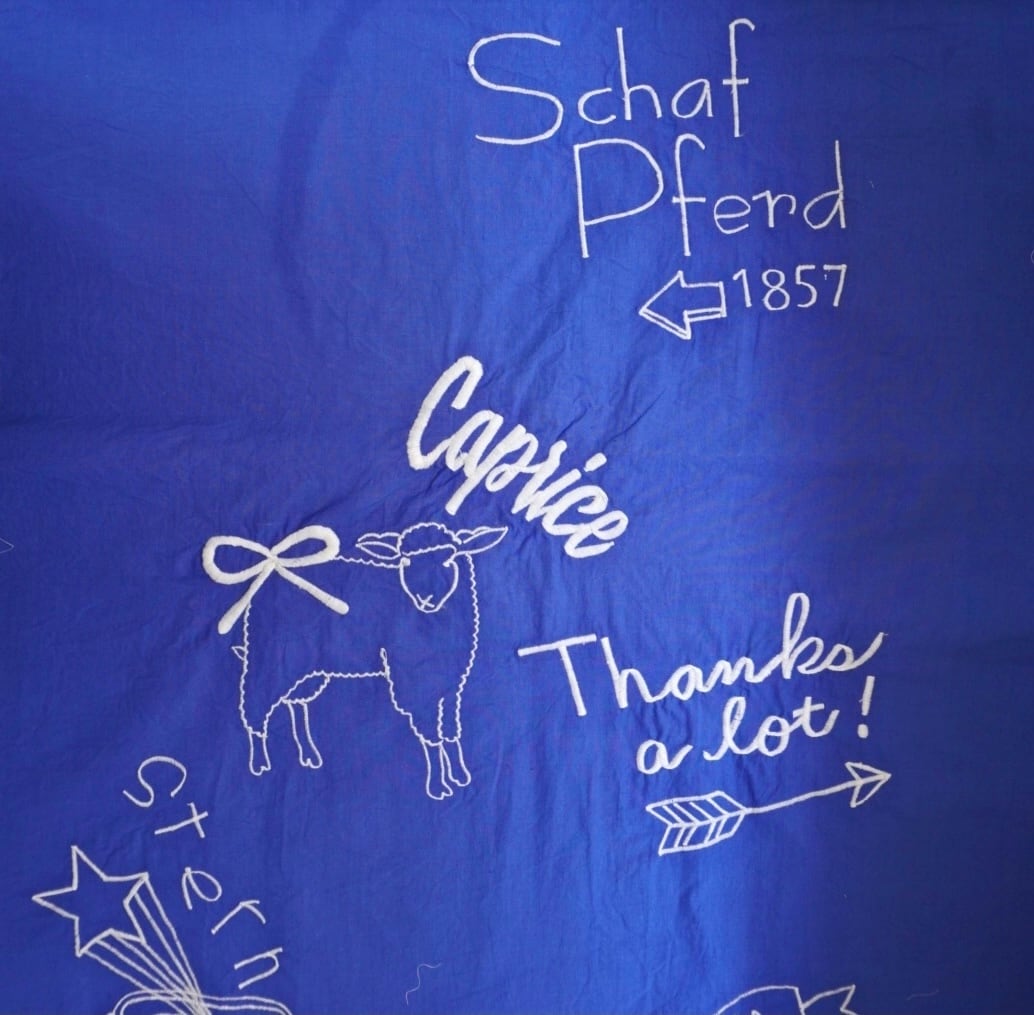 Schaf
Pferd
1857
Caprice
Thanks
a lot!
Stern